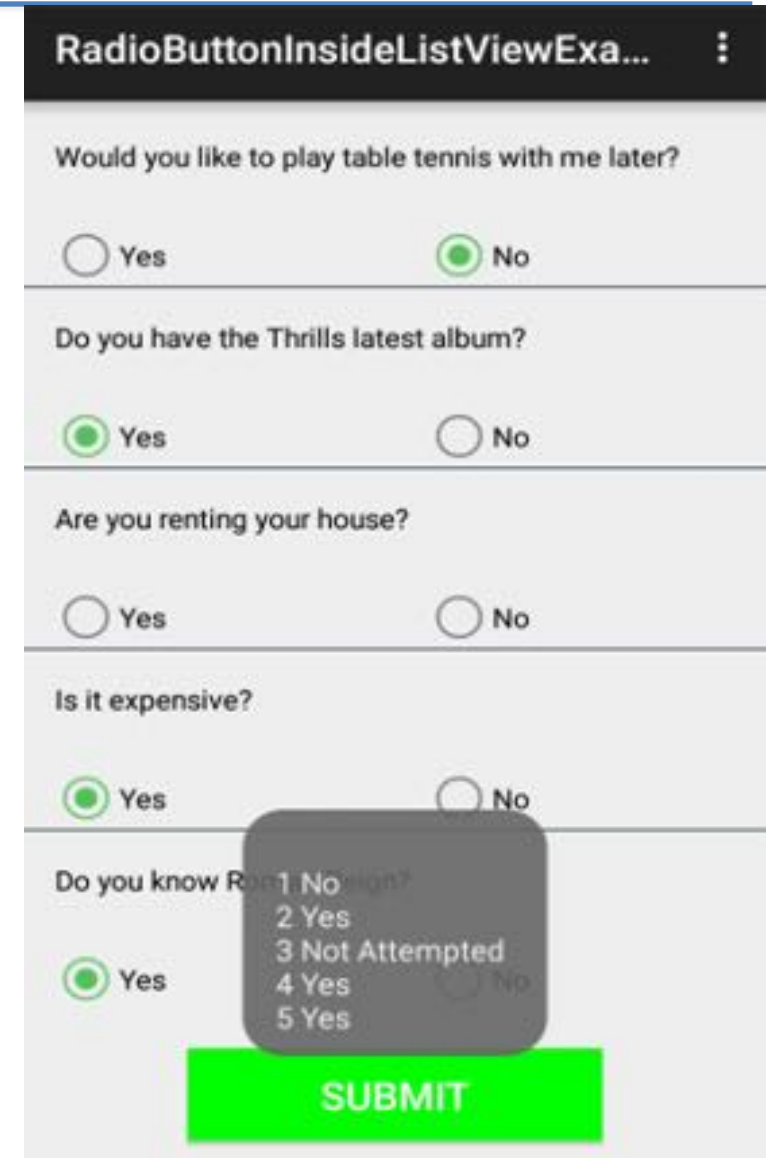 RadioButtonInsideListViewExa...
Would you like to play table tennis with me later?
Yes No
Do you have the Thrills latest album?
Yes No
Are you renting your house?
Yes No
Is it expensive?
Yes No
Do you know
Yes No
1 No
2 Yes
3 Not Attempted
4 Yes
5 Yes
SUBMIT